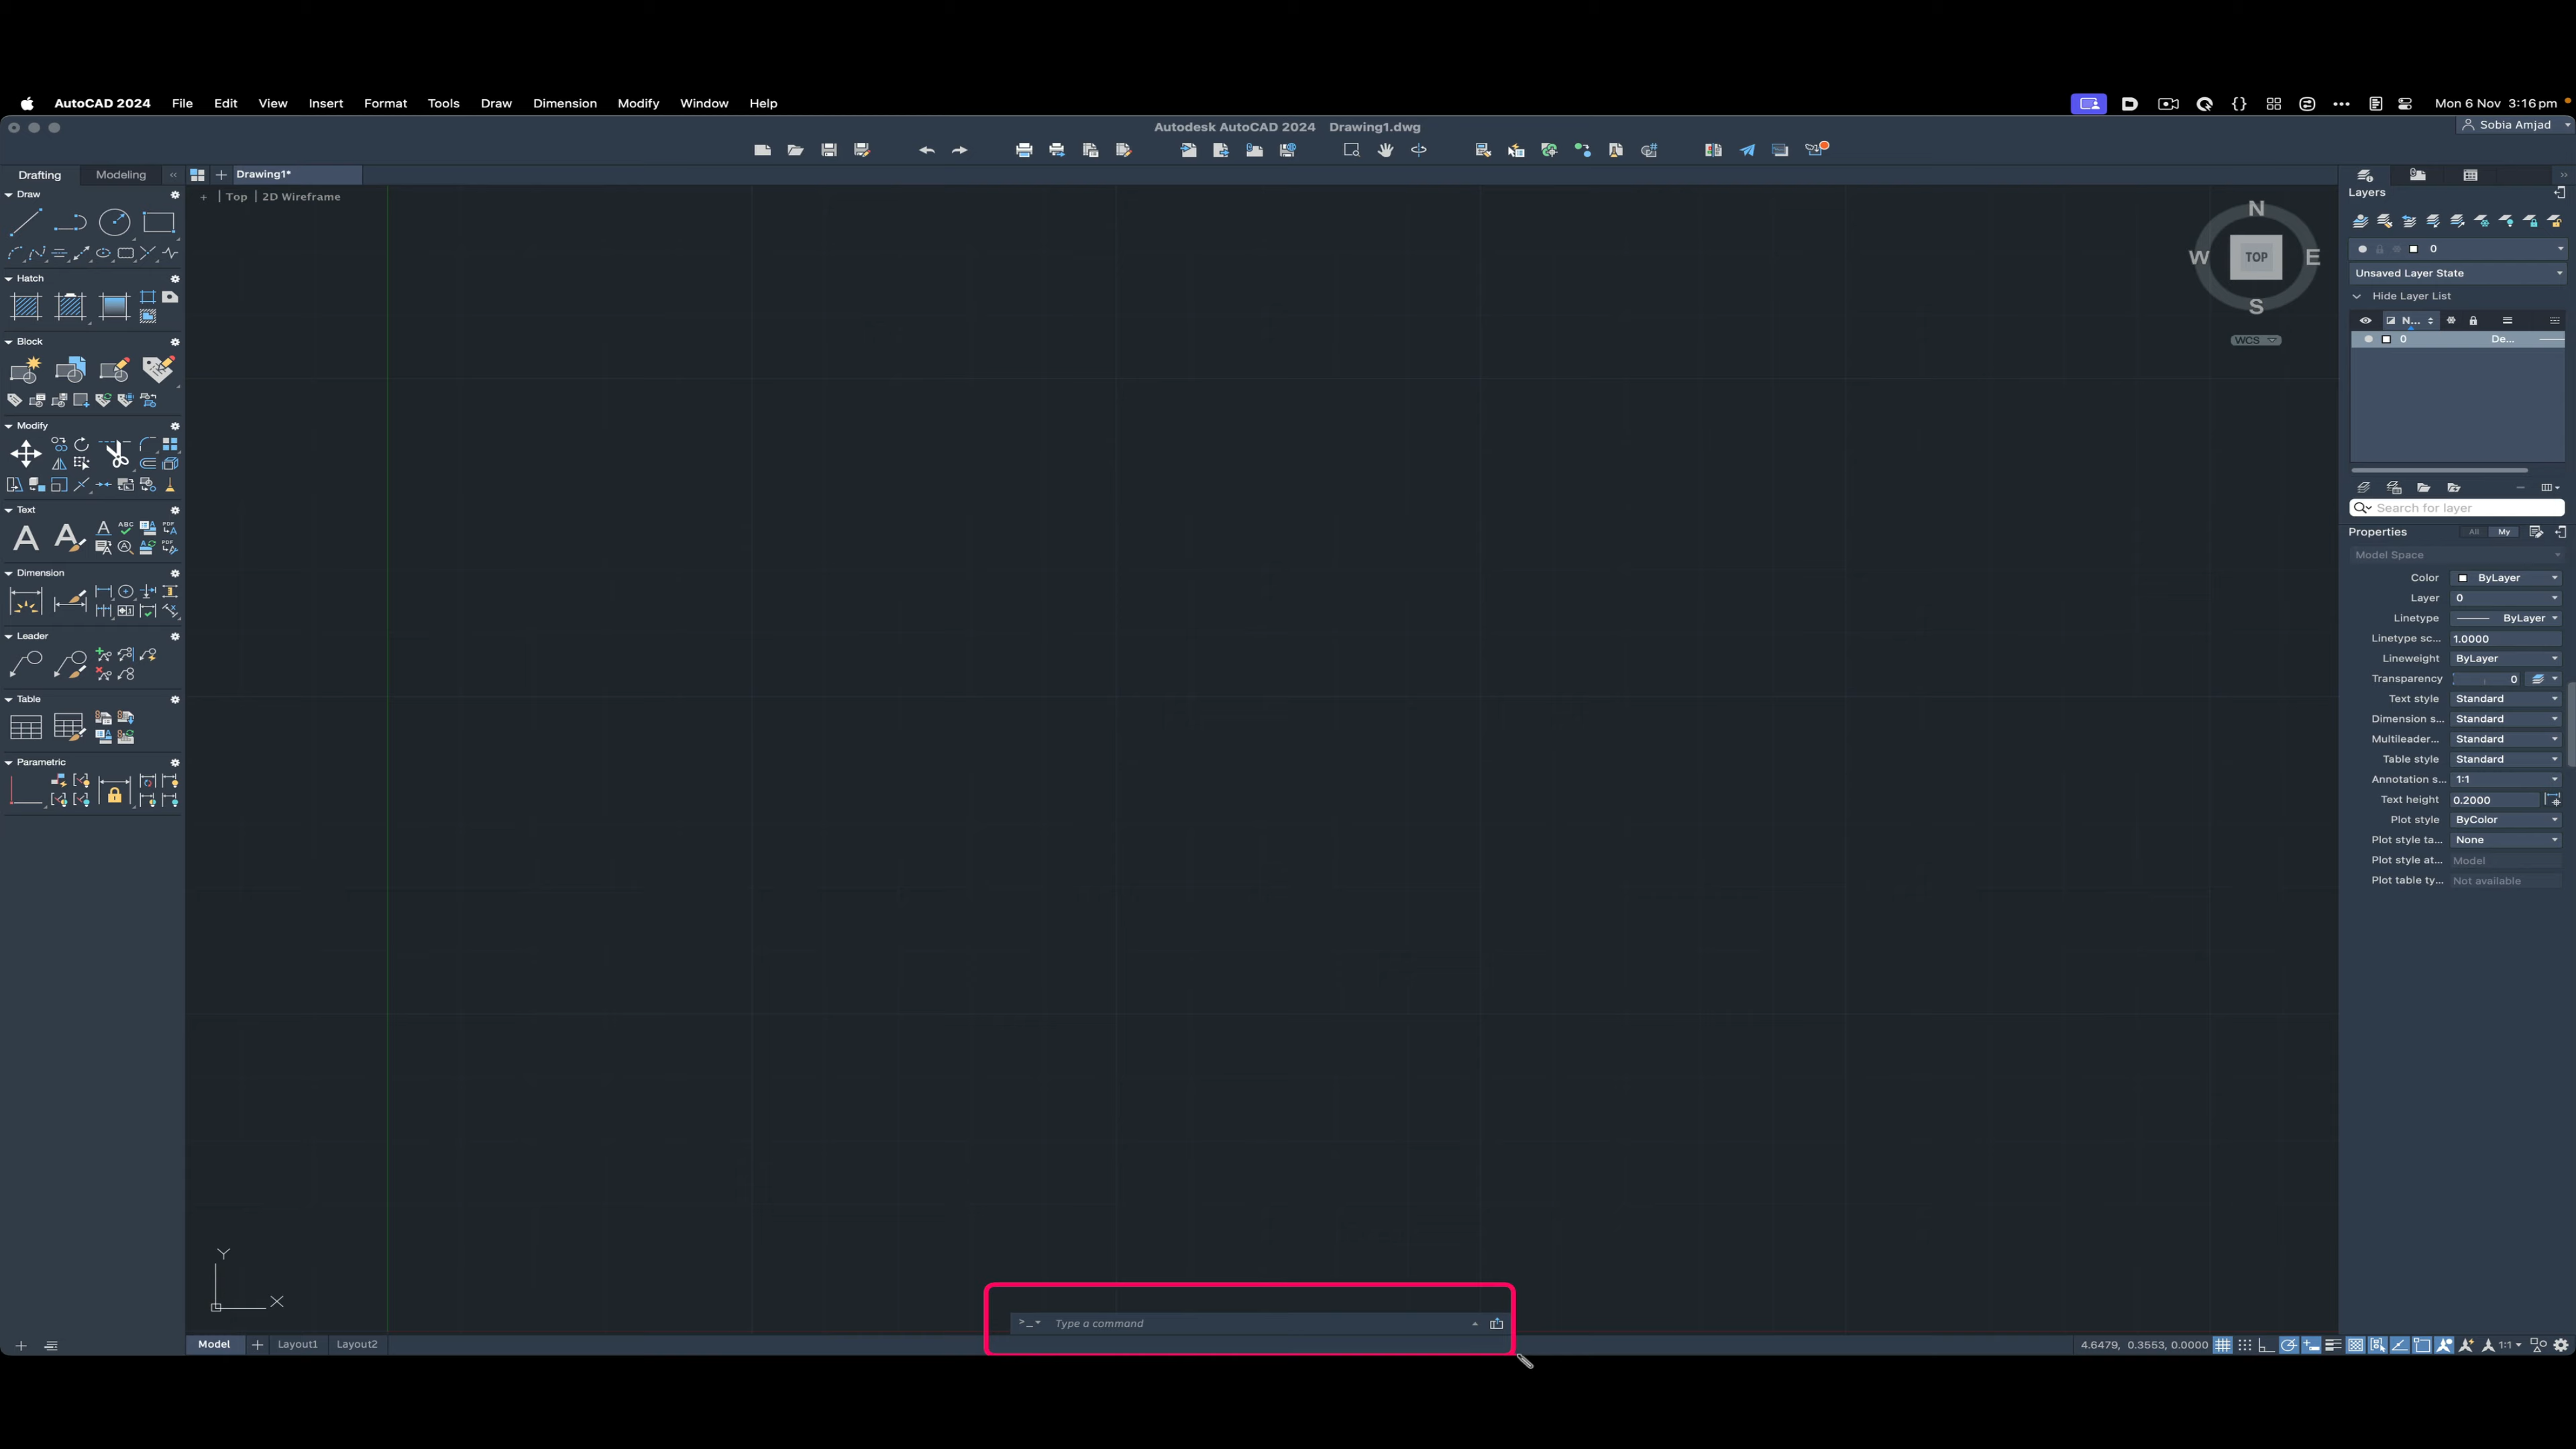 AutoCAD 2024 File Edit View Insert Format Tools Draw Dimension Modify Window Help Mon 6 Nov 3:16 pm
Autodesk AutoCAD 2024 Drawing1.dwg
Sobia Amjad
Drafting Modeling
Drawing1*
Draw
Hatch
Block
Modify
Text
Dimension
Leader
Table
Parametric
+ | Top | 2D Wireframe
N
W TOP E
S
WCS
Layers
0
Unsaved Layer State
Hide Layer List
N...
0 De...
Search for layer
Properties All My
Model Space
Color ByLayer
Layer 0
Linetype ByLayer
Linetype sc... 1.0000
Lineweight ByLayer
Transparency 0
Text style Standard
Dimension s... Standard
Multileader... Standard
Table style Standard
Annotation s... 1:1
Text height 0.2000
Plot style ByColor
Plot style ta... None
Plot style at... Model
Plot table ty... Not available
Y
X
>_ Type a command
Model + Layout1 Layout2
4.6479, 0.3553, 0.0000 1:1